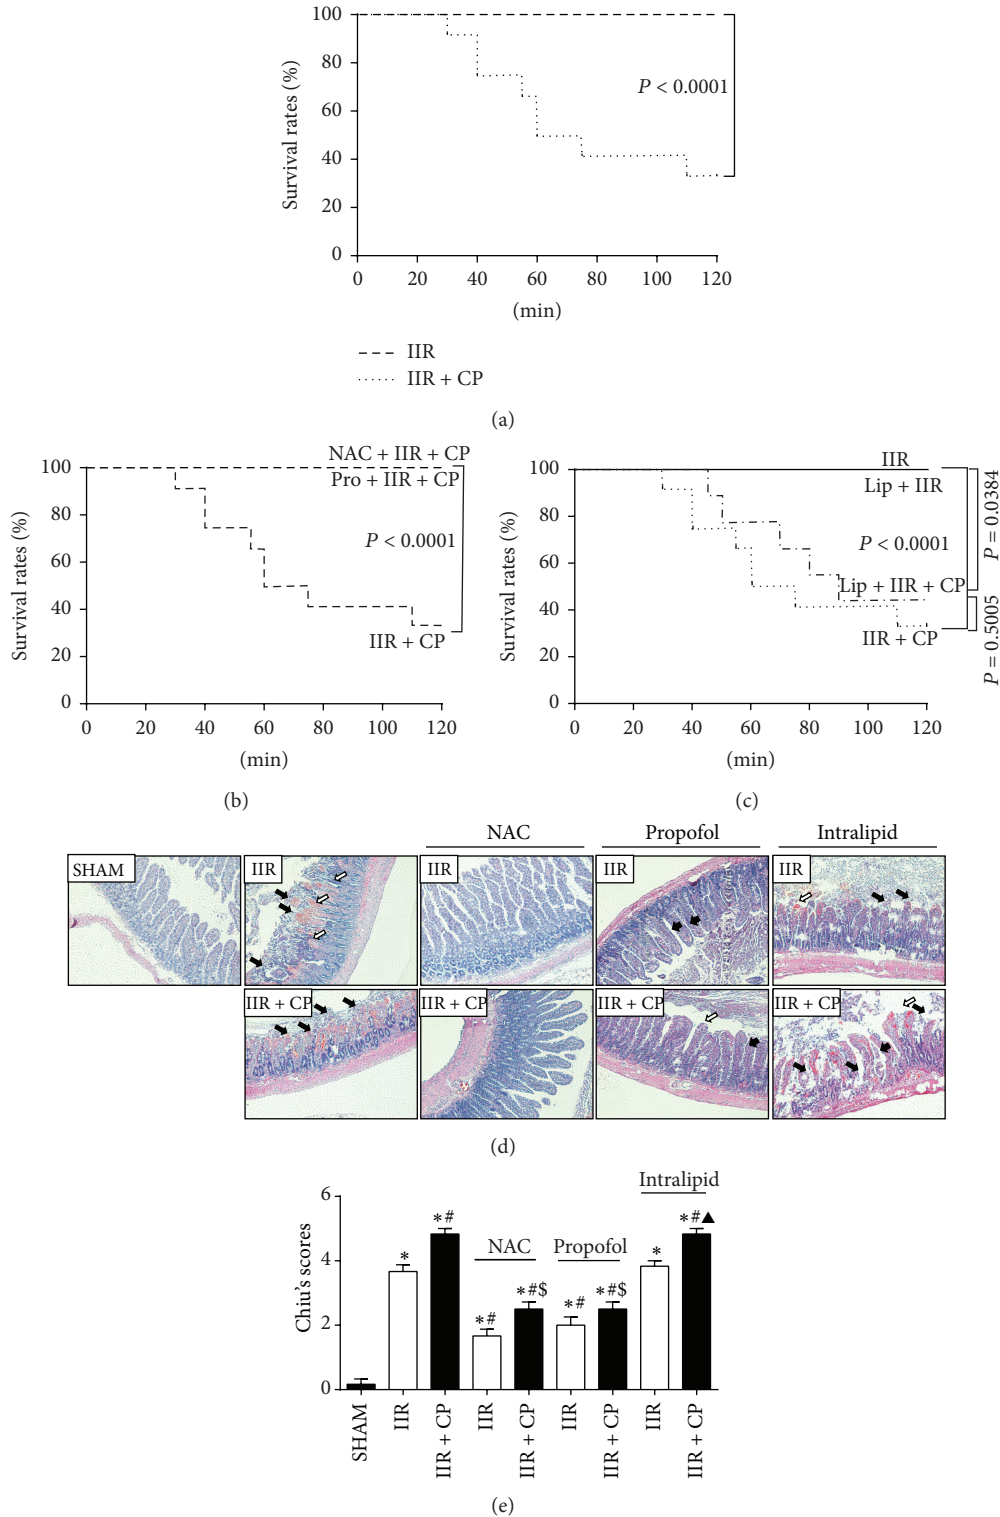 100
80
60
40
20
0
Survival rates (%)
P < 0.0001
0 20 40 60 80 100 120
(min)
IIR
IIR + CP
(a)
100
80
60
40
20
0
Survival rates (%)
NAC + IIR + CP
Pro + IIR + CP
P < 0.0001
IIR + CP
0 20 40 60 80 100 120
(min)
(b)
100
80
60
40
20
0
Survival rates (%)
IIR
Lip + IIR
P < 0.0001
Lip + IIR + CP
IIR + CP
P = 0.0384
P = 0.5005
0 20 40 60 80 100 120
(min)
(c)
NAC Propofol Intralipid
SHAM IIR IIR IIR IIR
IIR + CP IIR + CP IIR + CP IIR + CP
(d)
6
4
2
0
Chiu's scores
*
*#
NAC
*#
*#$
Propofol
*#
*#$
Intralipid
*
*#▲
SHAM
IIR
IIR + CP
IIR
IIR + CP
IIR
IIR + CP
IIR
IIR + CP
(e)